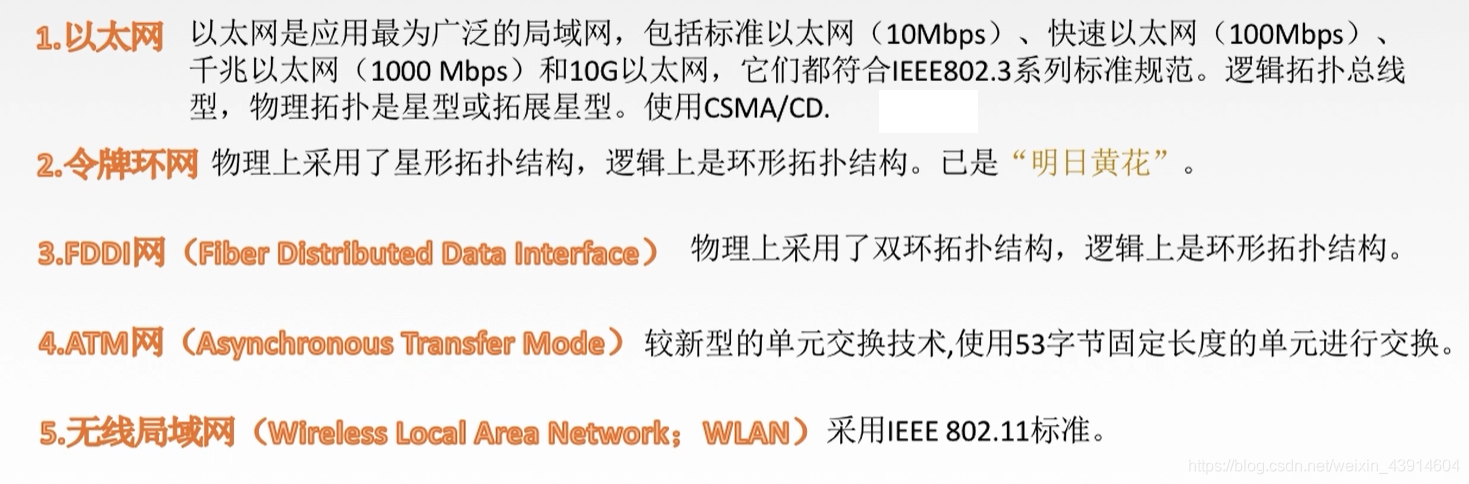 1.以太网 以太网是应用最为广泛的局域网，包括标准以太网（10Mbps）、快速以太网（100Mbps）、
千兆以太网（1000 Mbps）和10G以太网，它们都符合IEEE802.3系列标准规范。逻辑拓扑总线
型，物理拓扑是星型或拓展星型。使用CSMA/CD.
2.令牌环网 物理上采用了星形拓扑结构，逻辑上是环形拓扑结构。已是“明日黄花”。
3.FDDI网（Fiber Distributed Data Interface） 物理上采用了双环拓扑结构，逻辑上是环形拓扑结构。
4.ATM网（Asynchronous Transfer Mode） 较新型的单元交换技术,使用53字节固定长度的单元进行交换。
5.无线局域网（Wireless Local Area Network；WLAN） 采用IEEE 802.11标准。
https://blog.csdn.net/weixin_43914604